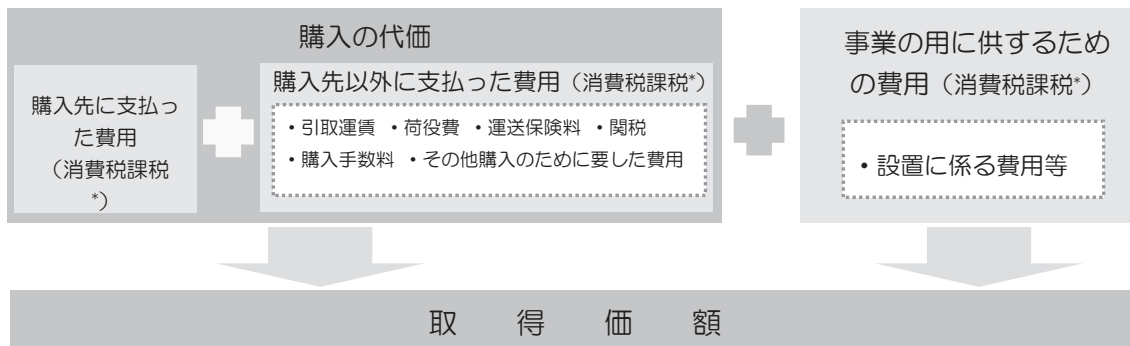 購入の代価
購入先に支払っ
た費用
（消費税課税
*）
購入先以外に支払った費用（消費税課税*）
・引取運賃 ・荷役費 ・運送保険料 ・関税
・購入手数料 ・その他購入のために要した費用
事業の用に供するため
の費用（消費税課税*）
・設置に係る費用等
取 得 価 額